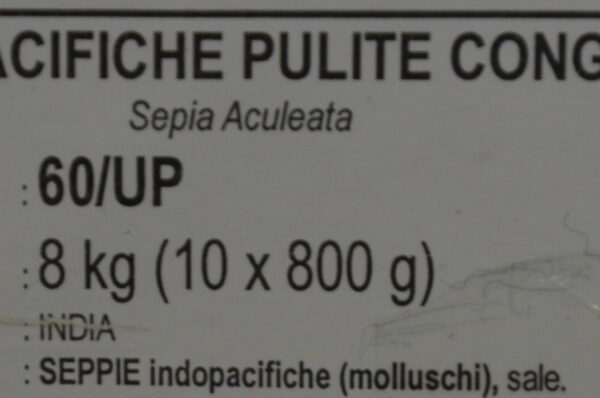 ACIFICHE PULITE CONG
Sepia Aculeata
: 60/UP
: 8 kg (10 x 800 g)
: INDIA
: SEPPIE indopacifiche (molluschi), sale.